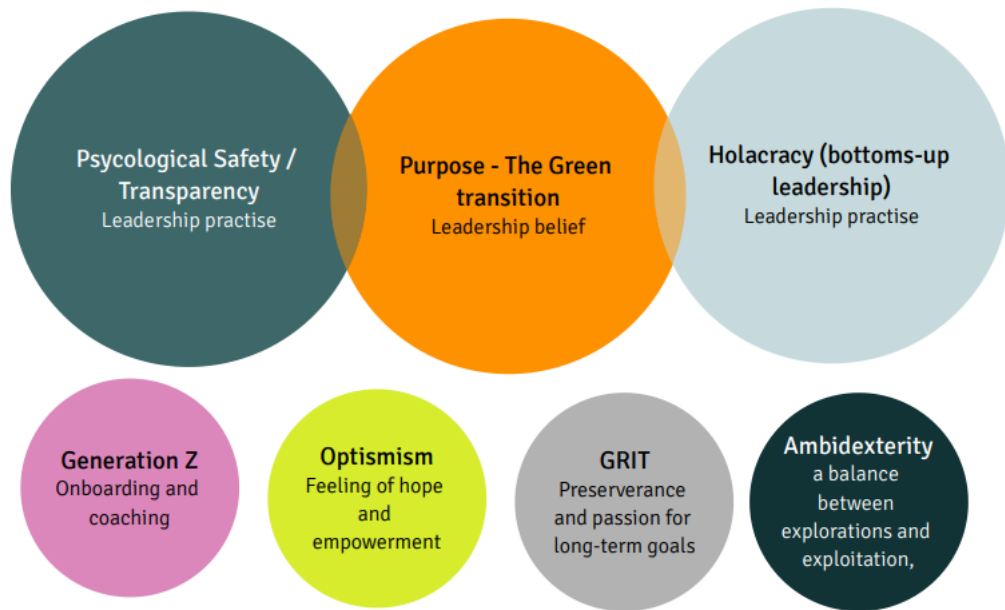 Psycological Safety /
Transparency
Leadership practise
Purpose - The Green
transition
Leadership belief
Holacracy (bottoms-up
leadership)
Leadership practise
Generation Z
Onboarding and
coaching
Optismism
Feeling of hope
and
empowerment
GRIT
Preserverance
and passion for
long-term goals
Ambidexterity
a balance
between
explorations and
exploitation,